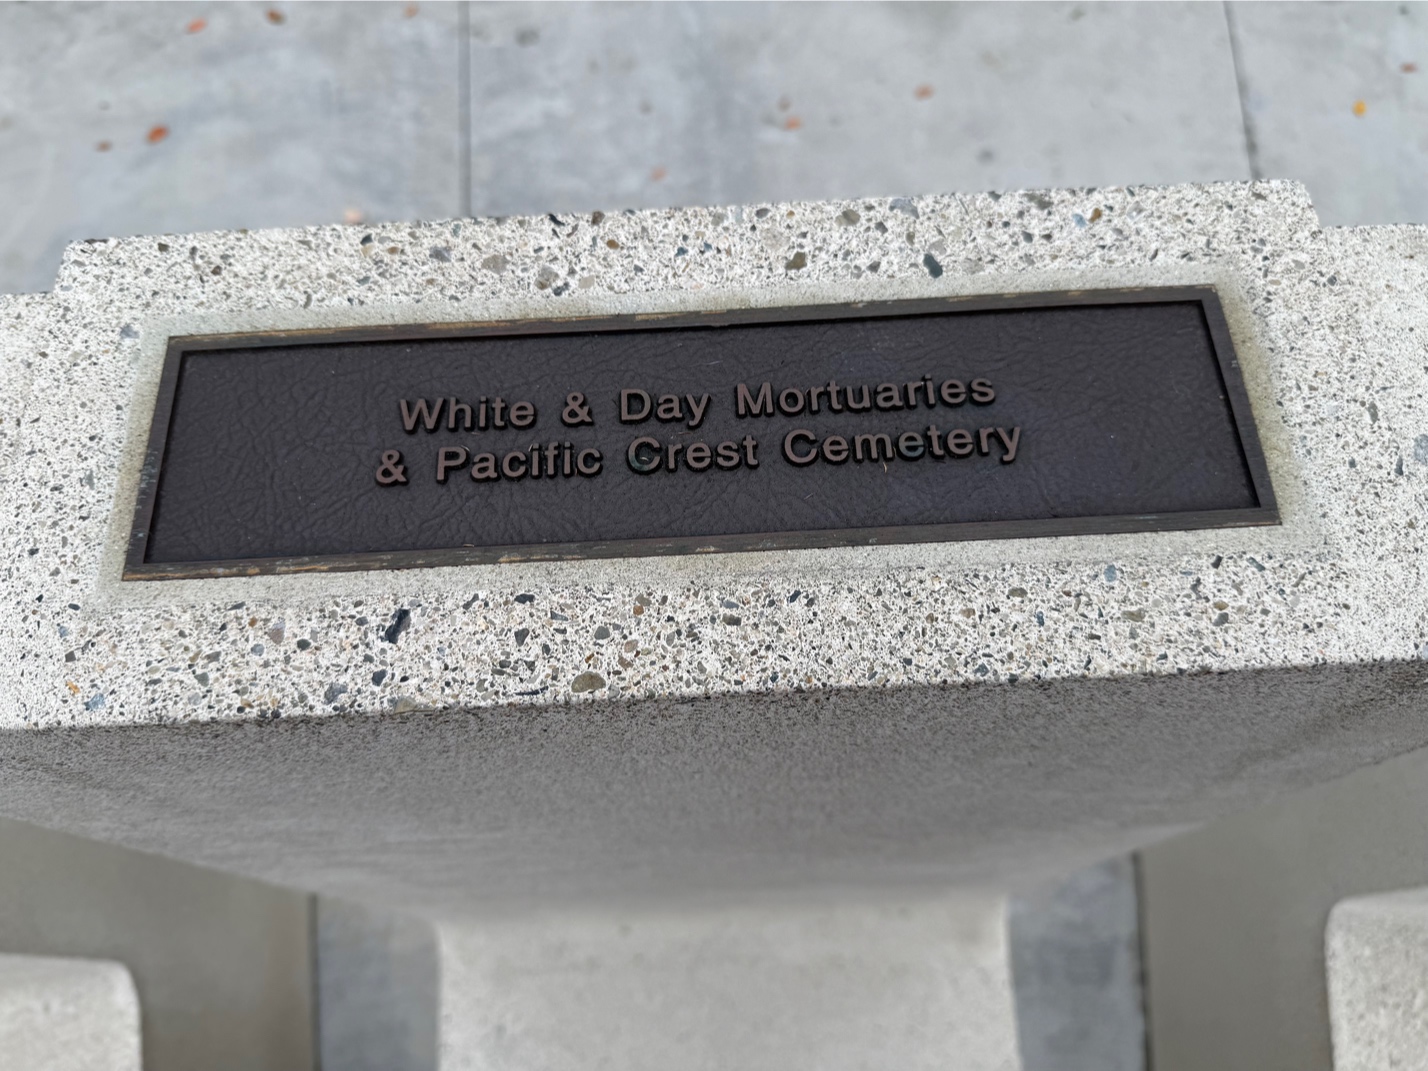 White & Day Mortuaries
& Pacific Crest Cemetery